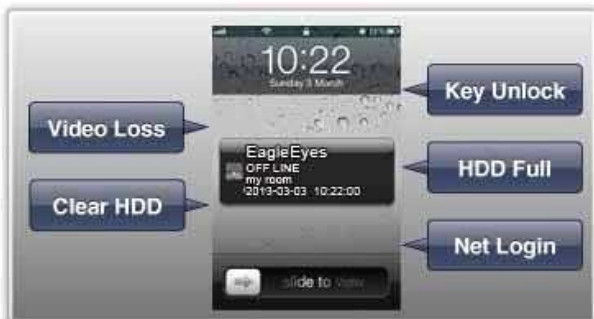 10:22
Sunday 3 March
Video Loss
Key Unlock
EagleEyes
OFF LINE
my room
2013-03-03 10:22:00
Clear HDD
HDD Full
Net Login
slide to view